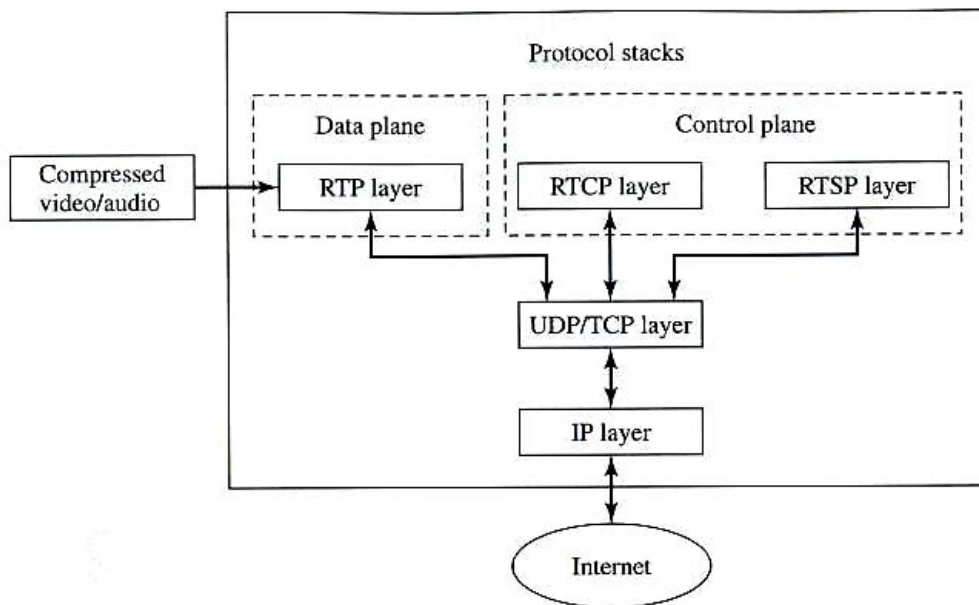 Protocol stacks
Data plane
Control plane
Compressed
video/audio
RTP layer
RTCP layer
RTSP layer
UDP/TCP layer
IP layer
Internet